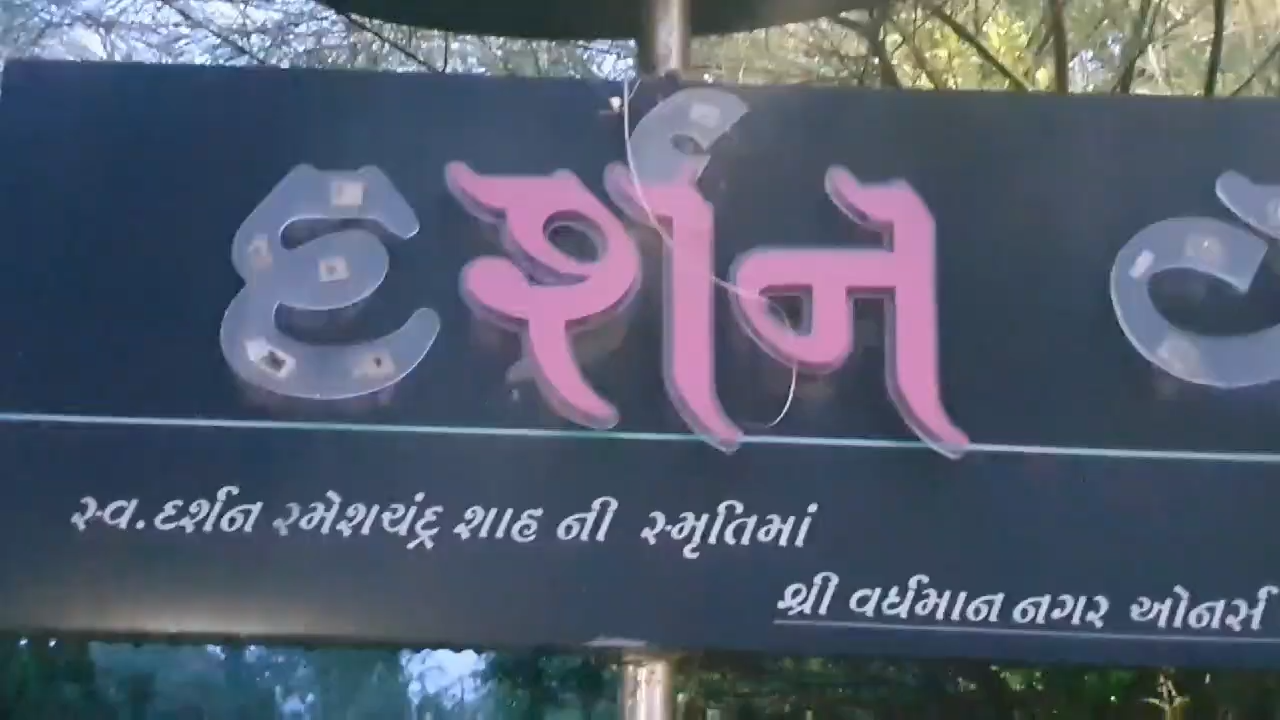 દર્શન
સ્વ. દર્શન રમેશચંદ્ર શાહ ની સ્મૃતિમાં
શ્રી વર્ધમાન નગર ઓનર્સ